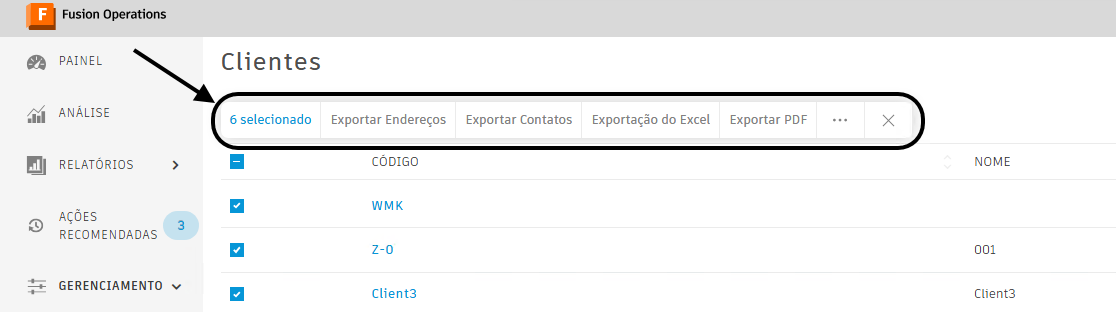 F Fusion Operations
PAINEL
ANÁLISE
RELATÓRIOS
AÇÕES
RECOMENDADAS 3
GERENCIAMENTO
Clientes
6 selecionado Exportar Endereços Exportar Contatos Exportação do Excel Exportar PDF ...
CÓDIGO NOME
WMK
Z-0 001
Client3 Client3